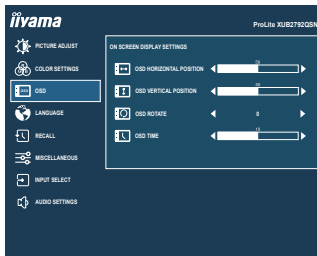 iiyama
ProLite XUB2792QSN
PICTURE ADJUST
COLOR SETTINGS
OSD
LANGUAGE
RECALL
MISCELLANEOUS
INPUT SELECT
AUDIO SETTINGS
ON SCREEN DISPLAY SETTINGS
OSD HORIZONTAL POSITION
OSD VERTICAL POSITION
OSD ROTATE 0
OSD TIME